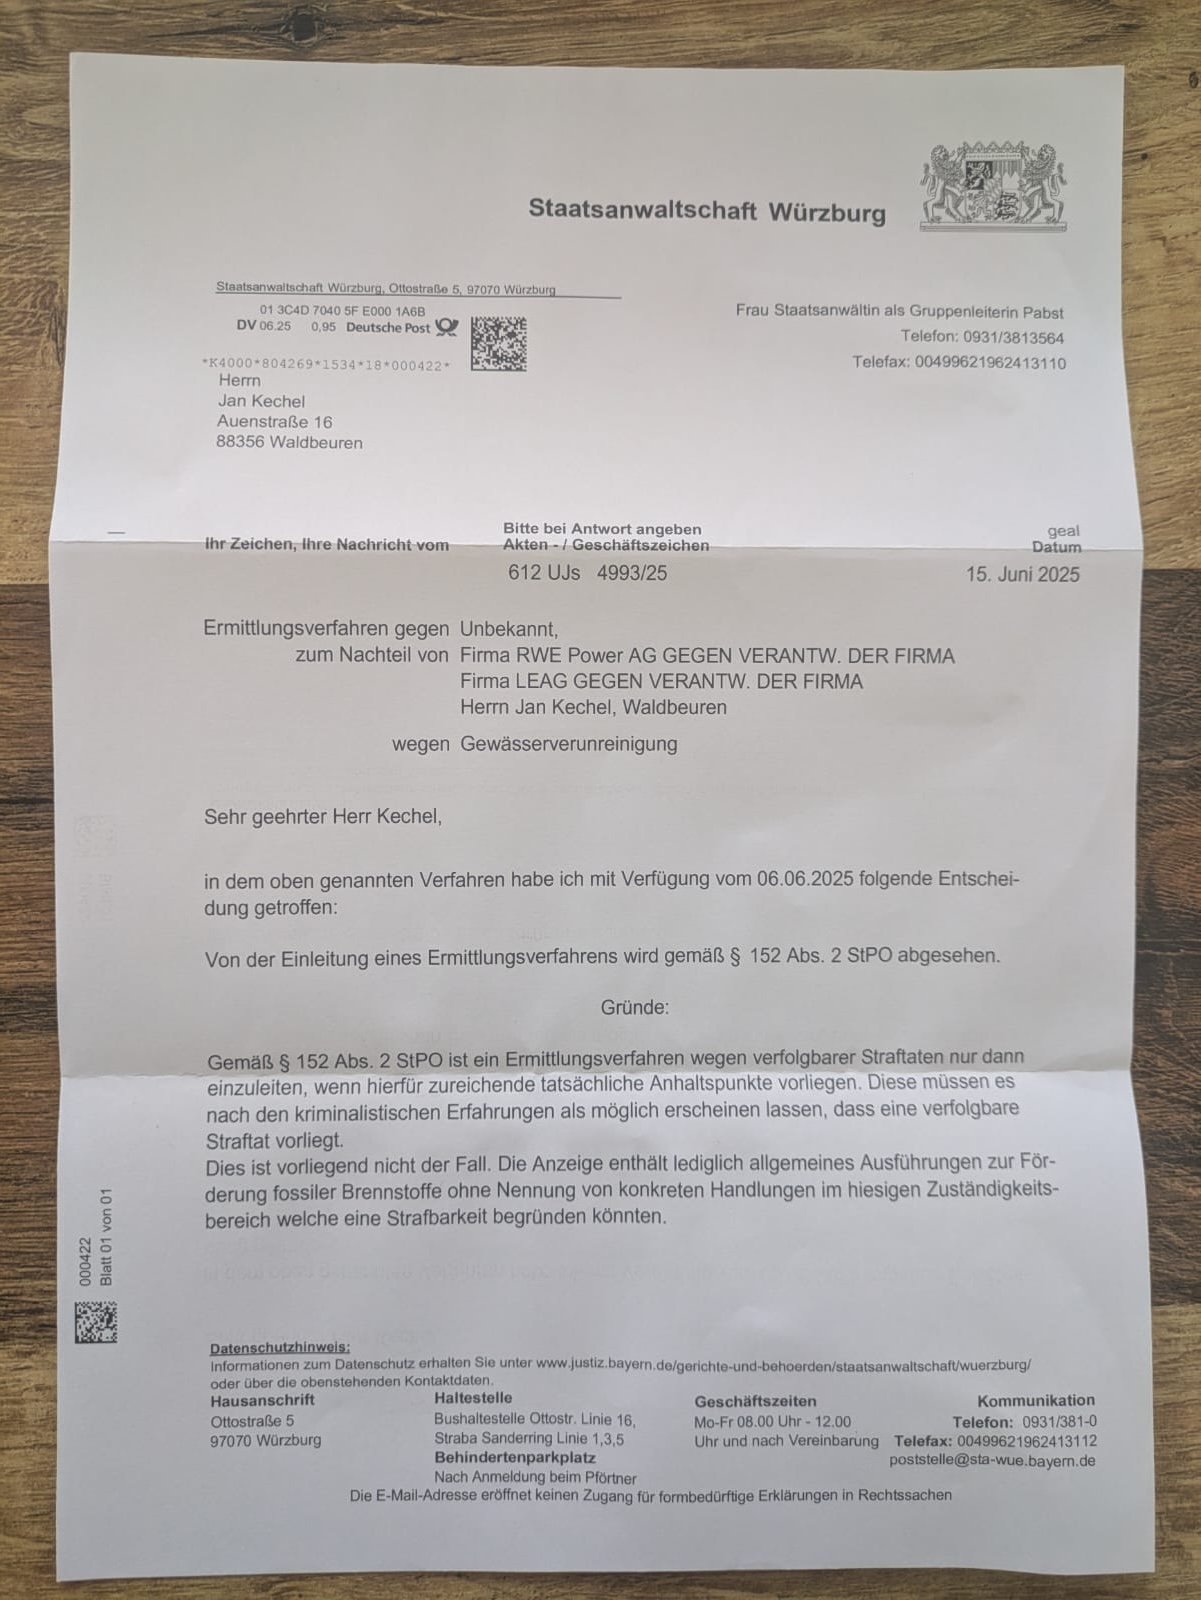 Staatsanwaltschaft Würzburg
Staatsanwaltschaft Würzburg, Ottostraße 5, 97070 Würzburg
01 3C4D 7040 5F E000 1A6B
DV 06.25 0,95 Deutsche Post
*K4000*804269*1534*18*000422*
Herrn
Jan Kechel
Auenstraße 16
88356 Waldbeuren
Frau Staatsanwältin als Gruppenleiterin Pabst
Telefon: 0931/3813564
Telefax: 00499621962413110
Ihr Zeichen, Ihre Nachricht vom
Bitte bei Antwort angeben
Akten - / Geschäftszeichen
612 UJs 4993/25
geal
Datum
15. Juni 2025
Ermittlungsverfahren gegen Unbekannt,
zum Nachteil von Firma RWE Power AG GEGEN VERANTW. DER FIRMA
Firma LEAG GEGEN VERANTW. DER FIRMA
Herrn Jan Kechel, Waldbeuren
wegen Gewässerverunreinigung
Sehr geehrter Herr Kechel,
in dem oben genannten Verfahren habe ich mit Verfügung vom 06.06.2025 folgende Entschei-
dung getroffen:
Von der Einleitung eines Ermittlungsverfahrens wird gemäß § 152 Abs. 2 StPO abgesehen.
Gründe:
Gemäß § 152 Abs. 2 StPO ist ein Ermittlungsverfahren wegen verfolgbarer Straftaten nur dann
einzuleiten, wenn hierfür zureichende tatsächliche Anhaltspunkte vorliegen. Diese müssen es
nach den kriminalistischen Erfahrungen als möglich erscheinen lassen, dass eine verfolgbare
Straftat vorliegt.
Dies ist vorliegend nicht der Fall. Die Anzeige enthält lediglich allgemeines Ausführungen zur För-
derung fossiler Brennstoffe ohne Nennung von konkreten Handlungen im hiesigen Zuständigkeits-
bereich welche eine Strafbarkeit begründen könnten.
000422
Blatt 01 von 01
Datenschutzhinweis:
Informationen zum Datenschutz erhalten Sie unter www.justiz.bayern.de/gerichte-und-behoerden/staatsanwaltschaft/wuerzburg/
oder über die obenstehenden Kontaktdaten.
Hausanschrift
Ottostraße 5
97070 Würzburg
Haltestelle
Bushaltestelle Ottostr. Linie 16,
Straba Sanderring Linie 1,3,5
Behindertenparkplatz
Nach Anmeldung beim Pförtner
Geschäftszeiten
Mo-Fr 08.00 Uhr - 12.00
Uhr und nach Vereinbarung
Kommunikation
Telefon: 0931/381-0
Telefax: 00499621962413112
poststelle@sta-wue.bayern.de
Die E-Mail-Adresse eröffnet keinen Zugang für formbedürftige Erklärungen in Rechtssachen